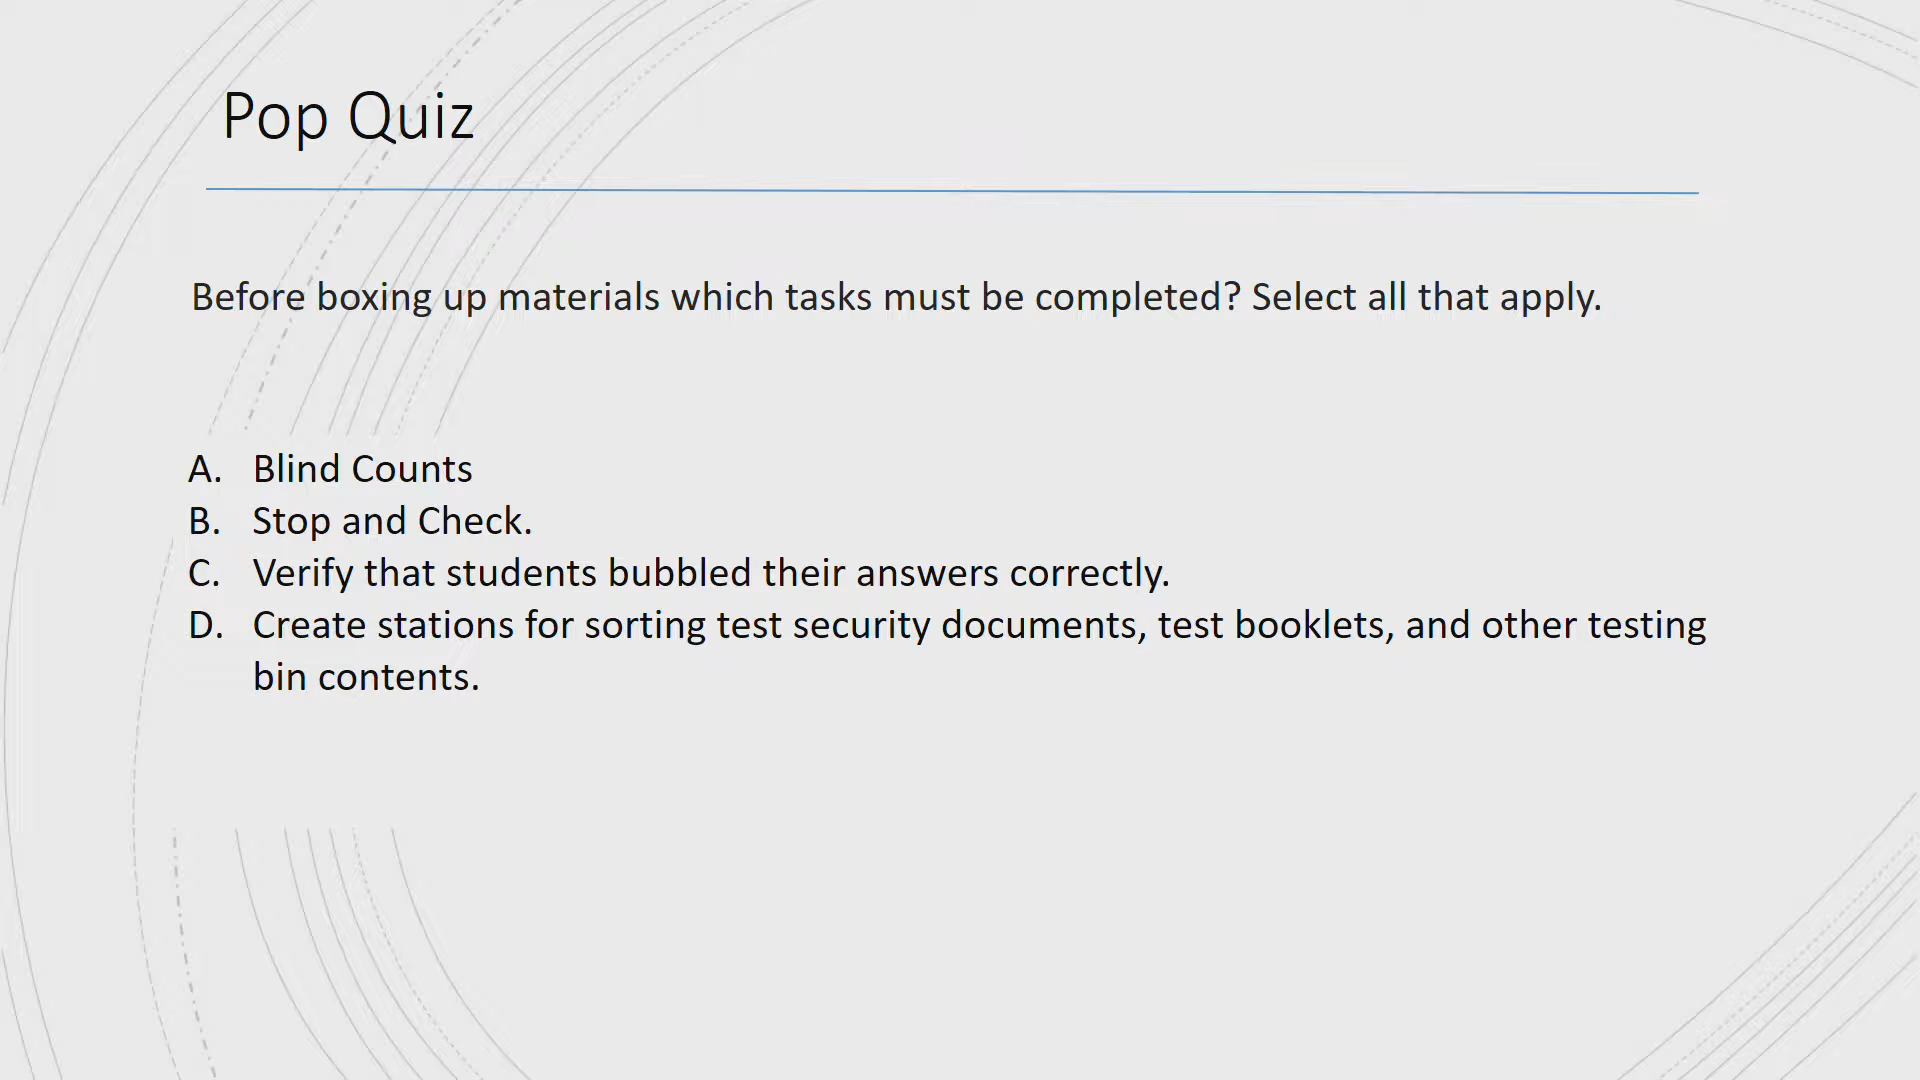 Pop Quiz
Before boxing up materials which tasks must be completed? Select all that apply.
A. Blind Counts
B. Stop and Check.
C. Verify that students bubbled their answers correctly.
D. Create stations for sorting test security documents, test booklets, and other testing
bin contents.